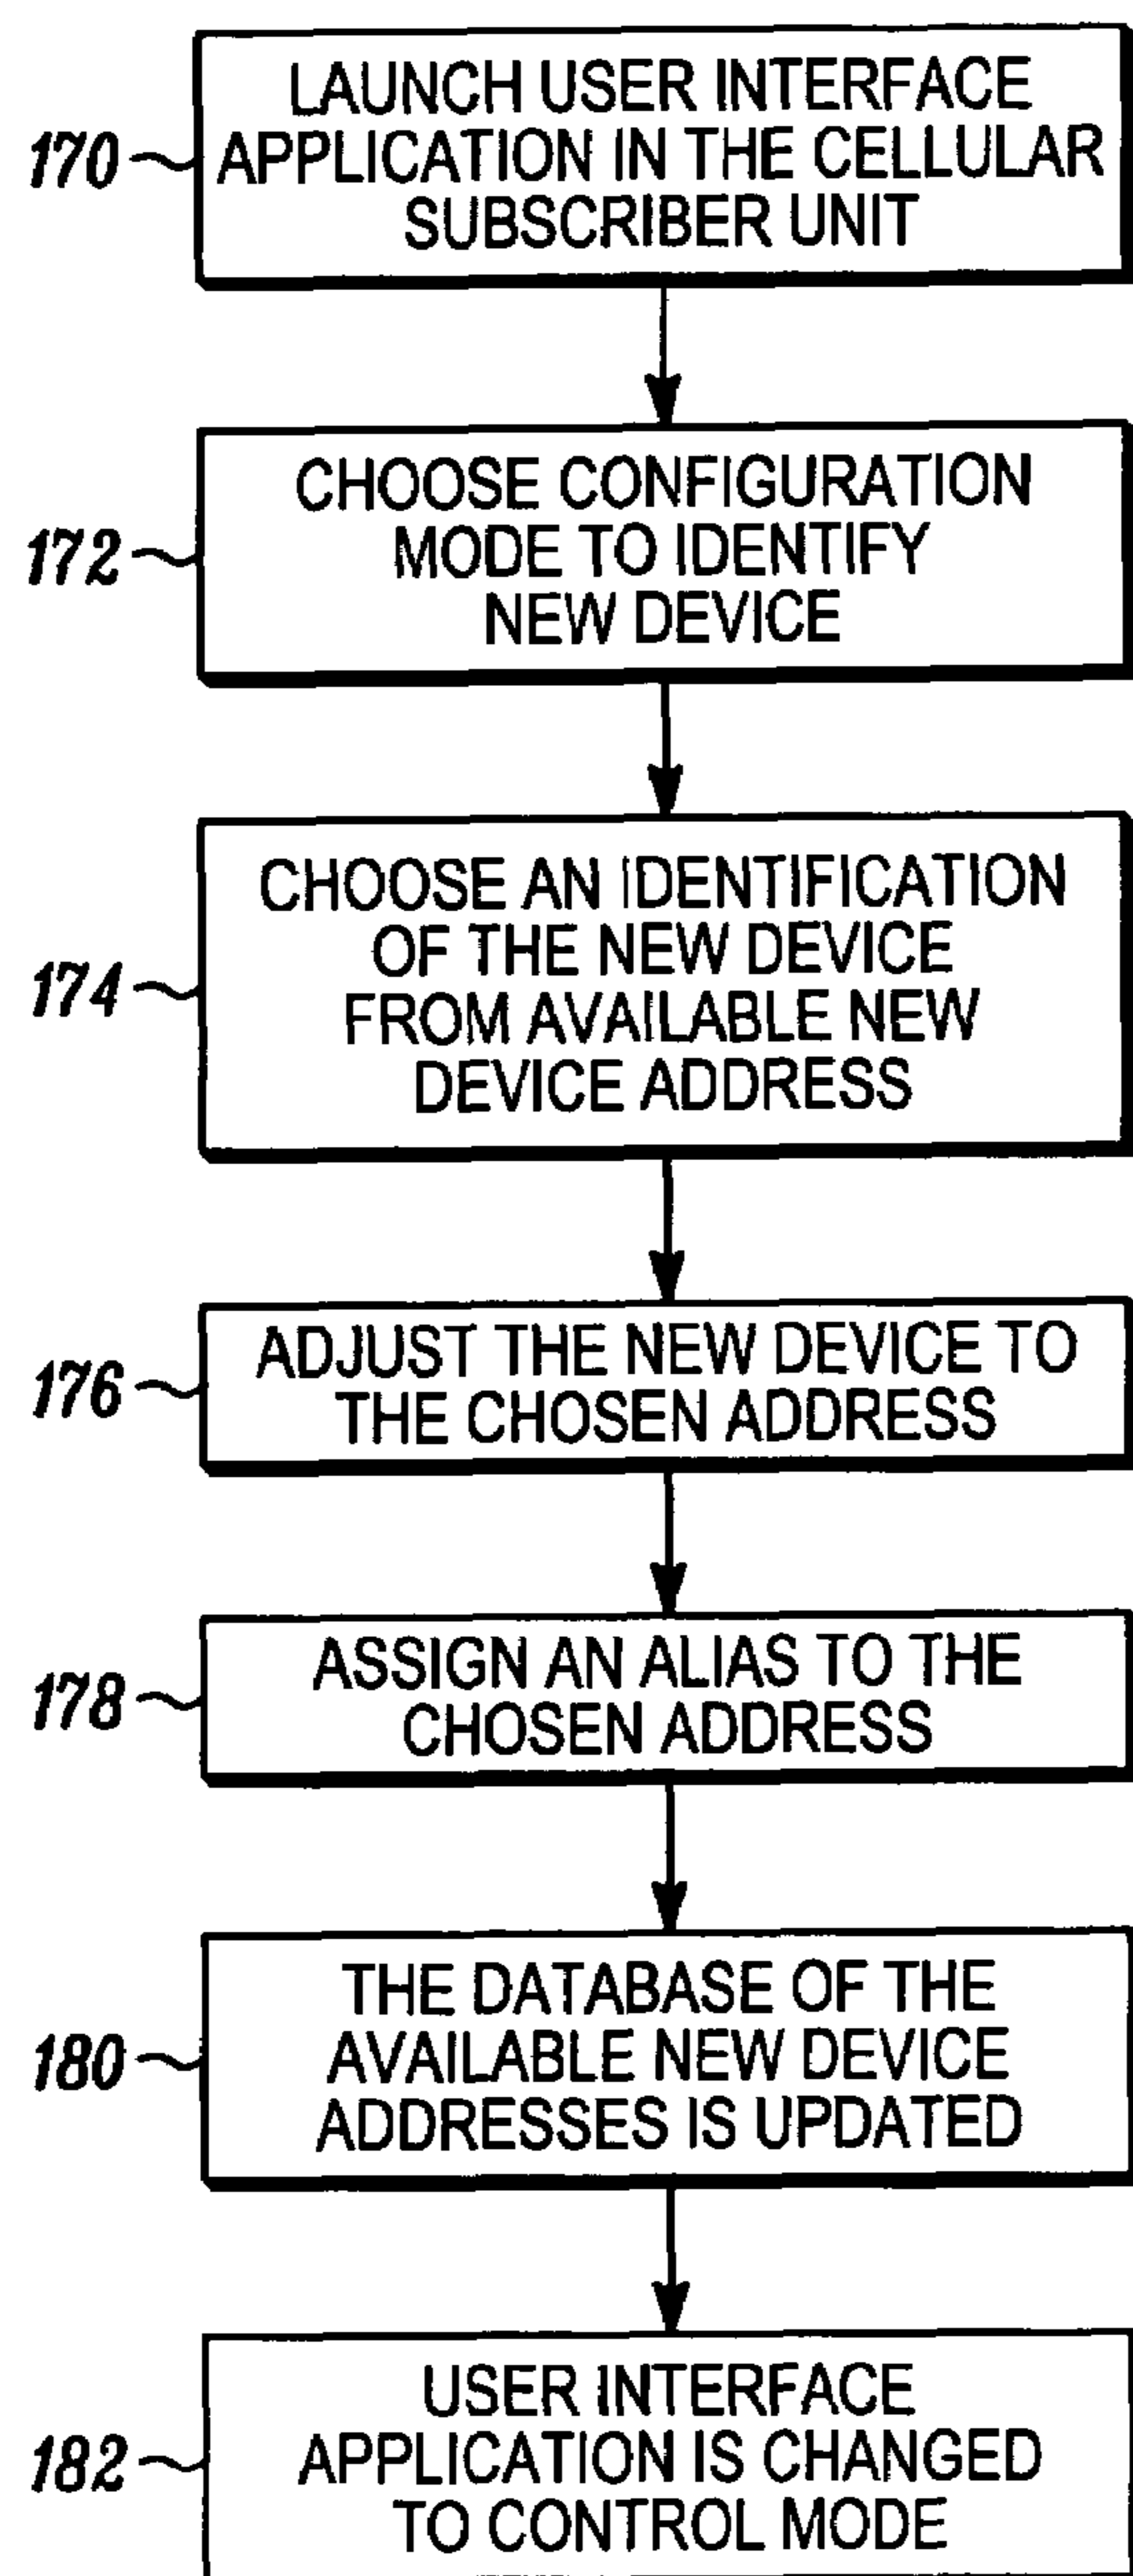 LAUNCH USER INTERFACE
170 APPLICATION IN THE CELLULAR
SUBSCRIBER UNIT
CHOOSE CONFIGURATION
172 MODE TO IDENTIFY
NEW DEVICE
CHOOSE AN IDENTIFICATION
OF THE NEW DEVICE
174 FROM AVAILABLE NEW
DEVICE ADDRESS
ADJUST THE NEW DEVICE TO
176 THE CHOSEN ADDRESS
ASSIGN AN ALIAS TO THE
178 CHOSEN ADDRESS
THE DATABASE OF THE
180 AVAILABLE NEW DEVICE
ADDRESSES IS UPDATED
USER INTERFACE
182 APPLICATION IS CHANGED
TO CONTROL MODE